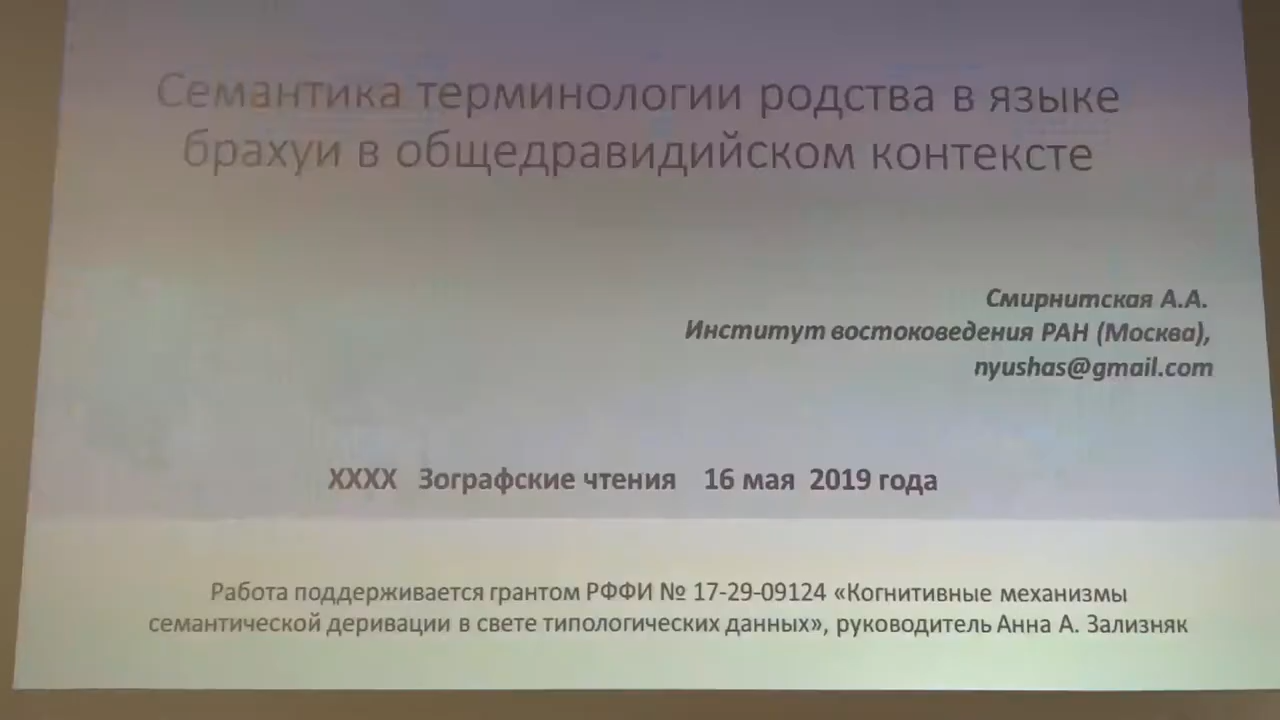 Семантика терминологии родства в языке
брахуи в общедравидийском контексте
Смирнитская А.А.
Институт востоковедения РАН (Москва),
nyushas@gmail.com
XXXX Зографские чтения 16 мая 2019 года
Работа поддерживается грантом РФФИ № 17-29-09124 «Когнитивные механизмы
семантической деривации в свете типологических данных», руководитель Анна А. Зализняк